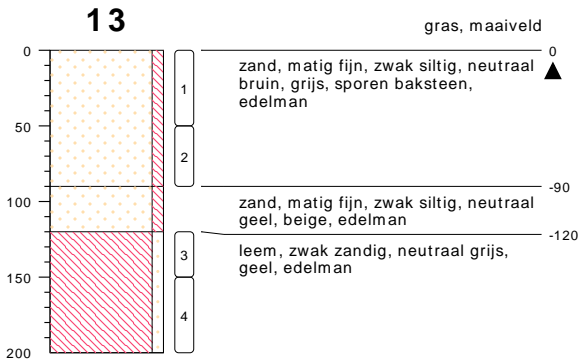 13
gras, maaiveld
0
50
100
150
200
1
2
3
4
0
zand, matig fijn, zwak siltig, neutraal
bruin, grijs, sporen baksteen,
edelman
-90
zand, matig fijn, zwak siltig, neutraal
geel, beige, edelman
-120
leem, zwak zandig, neutraal grijs,
geel, edelman